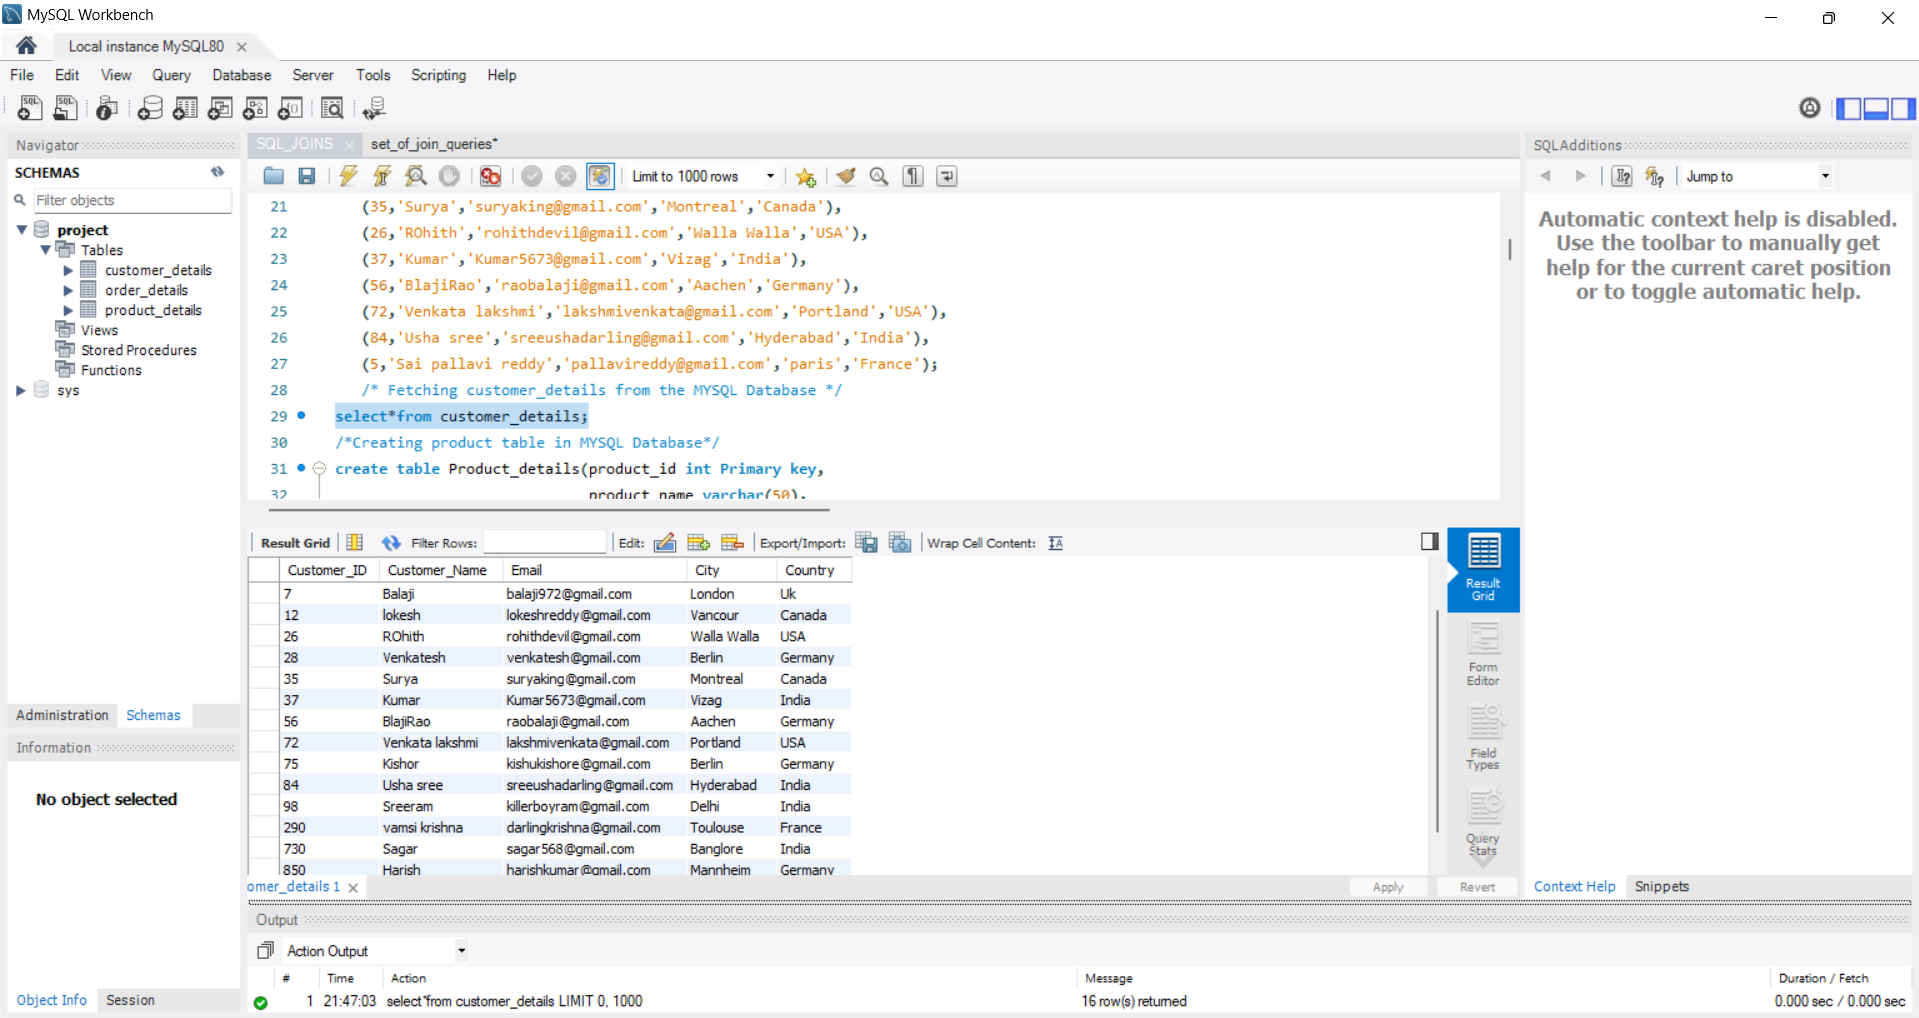 MySQL Workbench
Local instance MySQL80
File Edit View Query Database Server Tools Scripting Help
Navigator
SCHEMAS
Filter objects
project
Tables
customer_details
order_details
product_details
Views
Stored Procedures
Functions
sys
Administration Schemas
Information
No object selected
Object Info Session
SQL_JOINS set_of_join_queries*
Limit to 1000 rows
21 (35,'Surya','suryaking@gmail.com','Montreal','Canada'),
22 (26,'ROhith','rohithdevil@gmail.com','Walla Walla','USA'),
23 (37,'Kumar','Kumar5673@gmail.com','Vizag','India'),
24 (56,'BlajiRao','raobalaji@gmail.com','Aachen','Germany'),
25 (72,'Venkata lakshmi','lakshmivenkata@gmail.com','Portland','USA'),
26 (84,'Usha sree','sreeushadarling@gmail.com','Hyderabad','India'),
27 (5,'Sai pallavi reddy','pallavireddy@gmail.com','paris','France');
28 /* Fetching customer_details from the MYSQL Database */
29 select*from customer_details;
30 /*Creating product table in MYSQL Database*/
31 create table Product_details(product_id int Primary key,
32 product_name varchar(50),
Result Grid Filter Rows: Edit: Export/Import: Wrap Cell Content:
Customer_ID Customer_Name Email City Country
7 Balaji balaji972@gmail.com London Uk
12 lokesh lokeshreddy@gmail.com Vancour Canada
26 ROhith rohithdevil@gmail.com Walla Walla USA
28 Venkatesh venkatesh@gmail.com Berlin Germany
35 Surya suryaking@gmail.com Montreal Canada
37 Kumar Kumar5673@gmail.com Vizag India
56 BlajiRao raobalaji@gmail.com Aachen Germany
72 Venkata lakshmi lakshmivenkata@gmail.com Portland USA
75 Kishor kishukishore@gmail.com Berlin Germany
84 Usha sree sreeushadarling@gmail.com Hyderabad India
98 Sreeram killerboyram@gmail.com Delhi India
290 vamsi krishna darlingkrishna@gmail.com Toulouse France
730 Sagar sagar568@gmail.com Banglore India
850 Harish harishkumar@gmail.com Mannheim Germany
omer_details 1
Apply Revert
Result
Grid
Form
Editor
Field
Types
Query
Stats
SQLAdditions
Jump to
Automatic context help is disabled.
Use the toolbar to manually get
help for the current caret position
or to toggle automatic help.
Context Help Snippets
Output
Action Output
# Time Action Message Duration / Fetch
1 21:47:03 select*from customer_details LIMIT 0, 1000 16 row(s) returned 0.000 sec / 0.000 sec